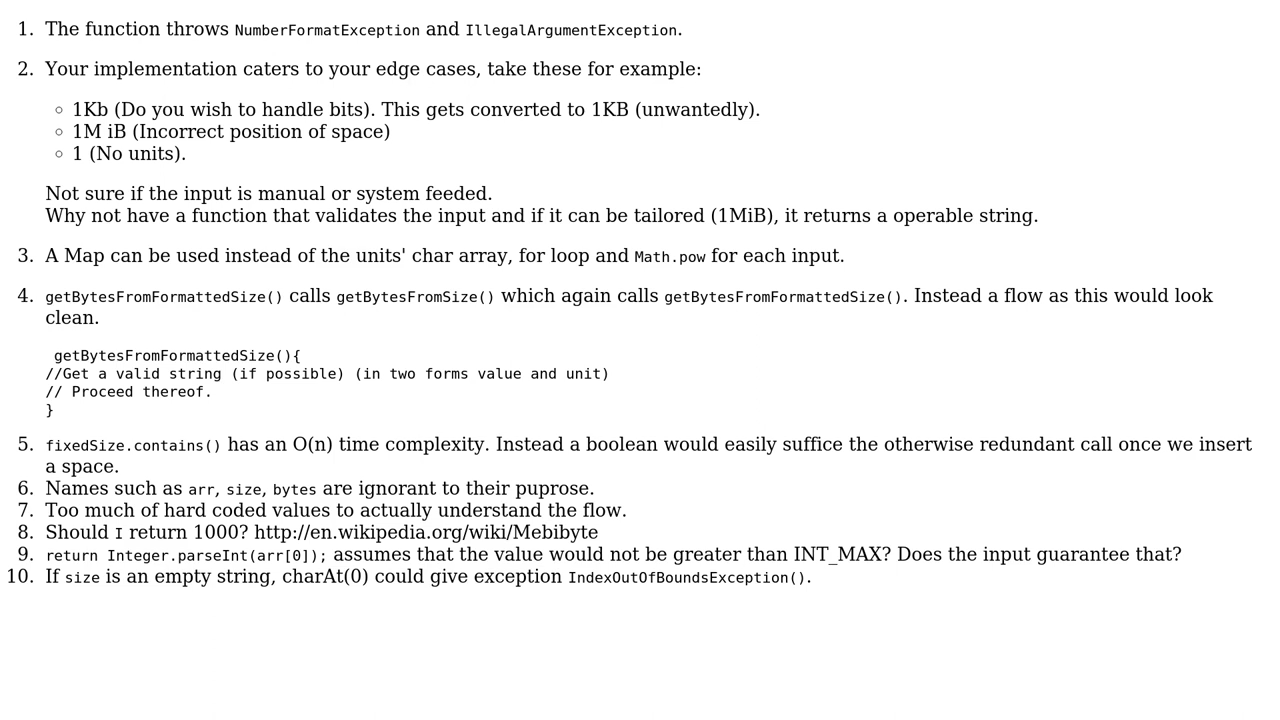 1. The function throws NumberFormatException and IllegalArgumentException.
2. Your implementation caters to your edge cases, take these for example:
◦ 1Kb (Do you wish to handle bits). This gets converted to 1KB (unwantedly).
◦ 1M iB (Incorrect position of space)
◦ 1 (No units).
Not sure if the input is manual or system feeded.
Why not have a function that validates the input and if it can be tailored (1MiB), it returns a operable string.
3. A Map can be used instead of the units' char array, for loop and Math.pow for each input.
4. getBytesFromFormattedSize() calls getBytesFromSize() which again calls getBytesFromFormattedSize(). Instead a flow as this would look
clean.
getBytesFromFormattedSize(){
//Get a valid string (if possible) (in two forms value and unit)
// Proceed thereof.
}
5. fixedSize.contains() has an O(n) time complexity. Instead a boolean would easily suffice the otherwise redundant call once we insert
a space.
6. Names such as arr, size, bytes are ignorant to their puprose.
7. Too much of hard coded values to actually understand the flow.
8. Should I return 1000? http://en.wikipedia.org/wiki/Mebibyte
9. return Integer.parseInt(arr[0]); assumes that the value would not be greater than INT_MAX? Does the input guarantee that?
10. If size is an empty string, charAt(0) could give exception IndexOutOfBoundsException().